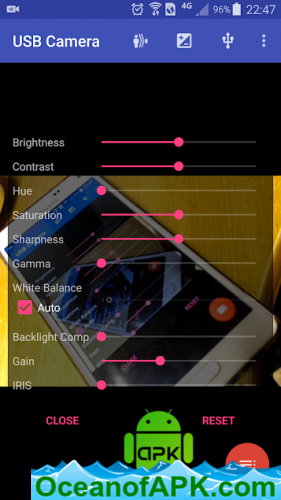 4G 96% 22:47
USB Camera
Brightness
Contrast
Hue
Saturation
Sharpness
Gamma
White Balance
Auto
Backlight Comp
Gain
IRIS
CLOSE RESET
APK
OceanofAPK.com